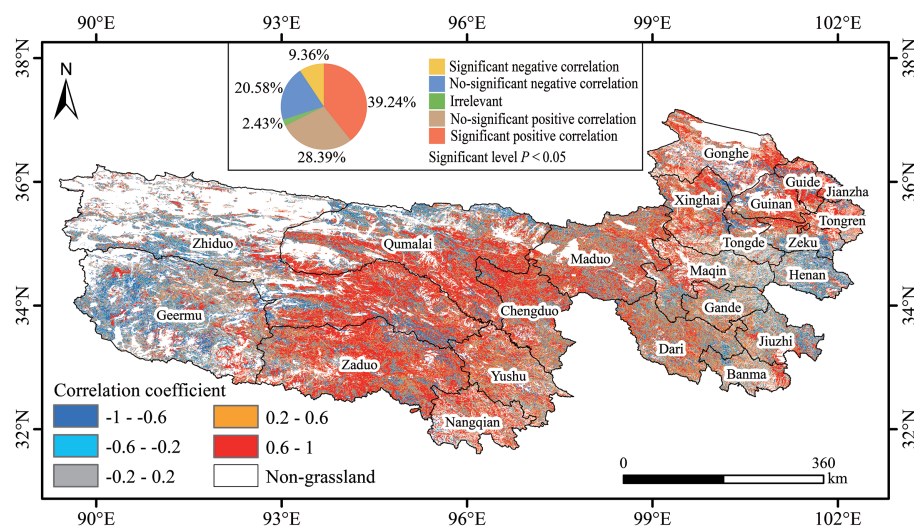 90°E 93°E 96°E 99°E 102°E
38°N 38°N
N
9.36%
20.58%
39.24%
2.43%
28.39%
Significant negative correlation
No-significant negative correlation
Irrelevant
No-significant positive correlation
Significant positive correlation
Significant level P < 0.05
36°N 36°N
Gonghe
Guide
Jianzha
Xinghai
Guinan
Tongren
Zhiduo
Qumalai
Tongde
Zeku
Maduo
Maqin
Henan
34°N 34°N
Geermu
Chengduo
Gande
Jiuzhi
Dari
Zaduo
Yushu
Banma
32°N 32°N
Nangqian
Correlation coefficient
-1 - -0.6
0.2 - 0.6
-0.6 - -0.2
0.6 - 1
-0.2 - 0.2
Non-grassland
0 360
km
90°E 93°E 96°E 99°E 102°E